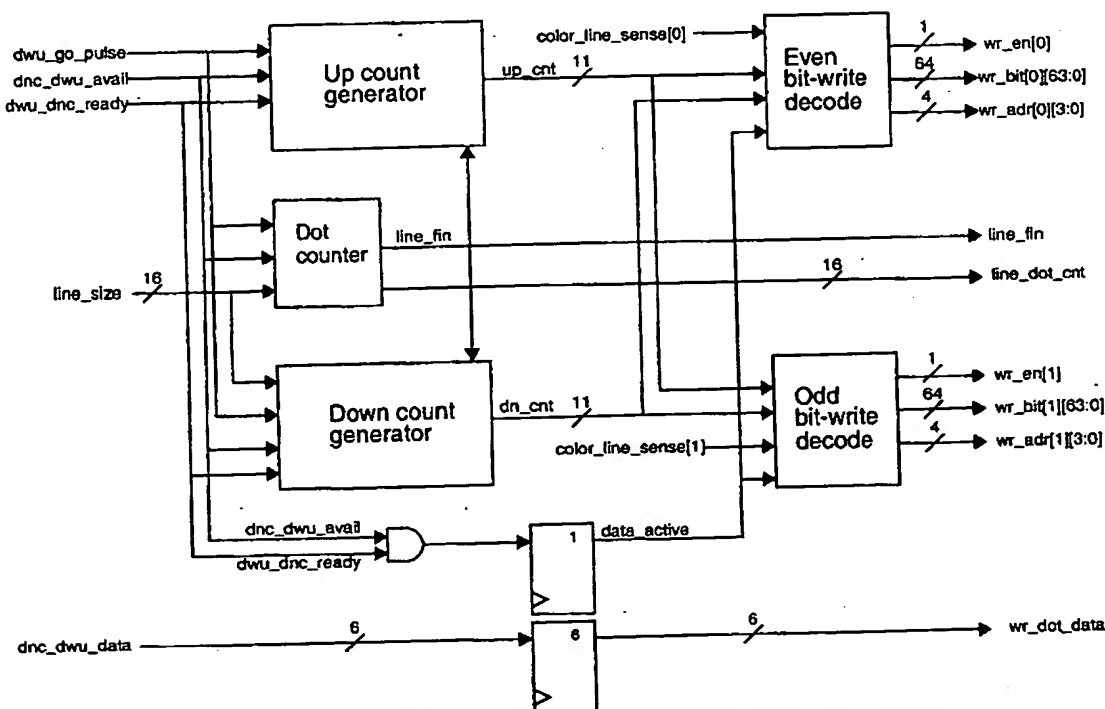 dwu_go_pulse
dnc_dwu_avail
dwu_dnc_ready
Up count
generator
up_cnt
11
color_line_sense[0]
Even
bit-write
decode
1
wr_en[0]
64
wr_bit[0][63:0]
4
wr_adr[0][3:0]
Dot
counter
line_fin
line_fin
16
line_size
16
line_dot_cnt
Down count
generator
dn_cnt
11
color_line_sense[1]
Odd
bit-write
decode
1
wr_en[1]
64
wr_bit[1][63:0]
4
wr_adr[1][3:0]
dnc_dwu_avail
dwu_dnc_ready
1
data_active
dnc_dwu_data
6
6
6
wr_dot_data